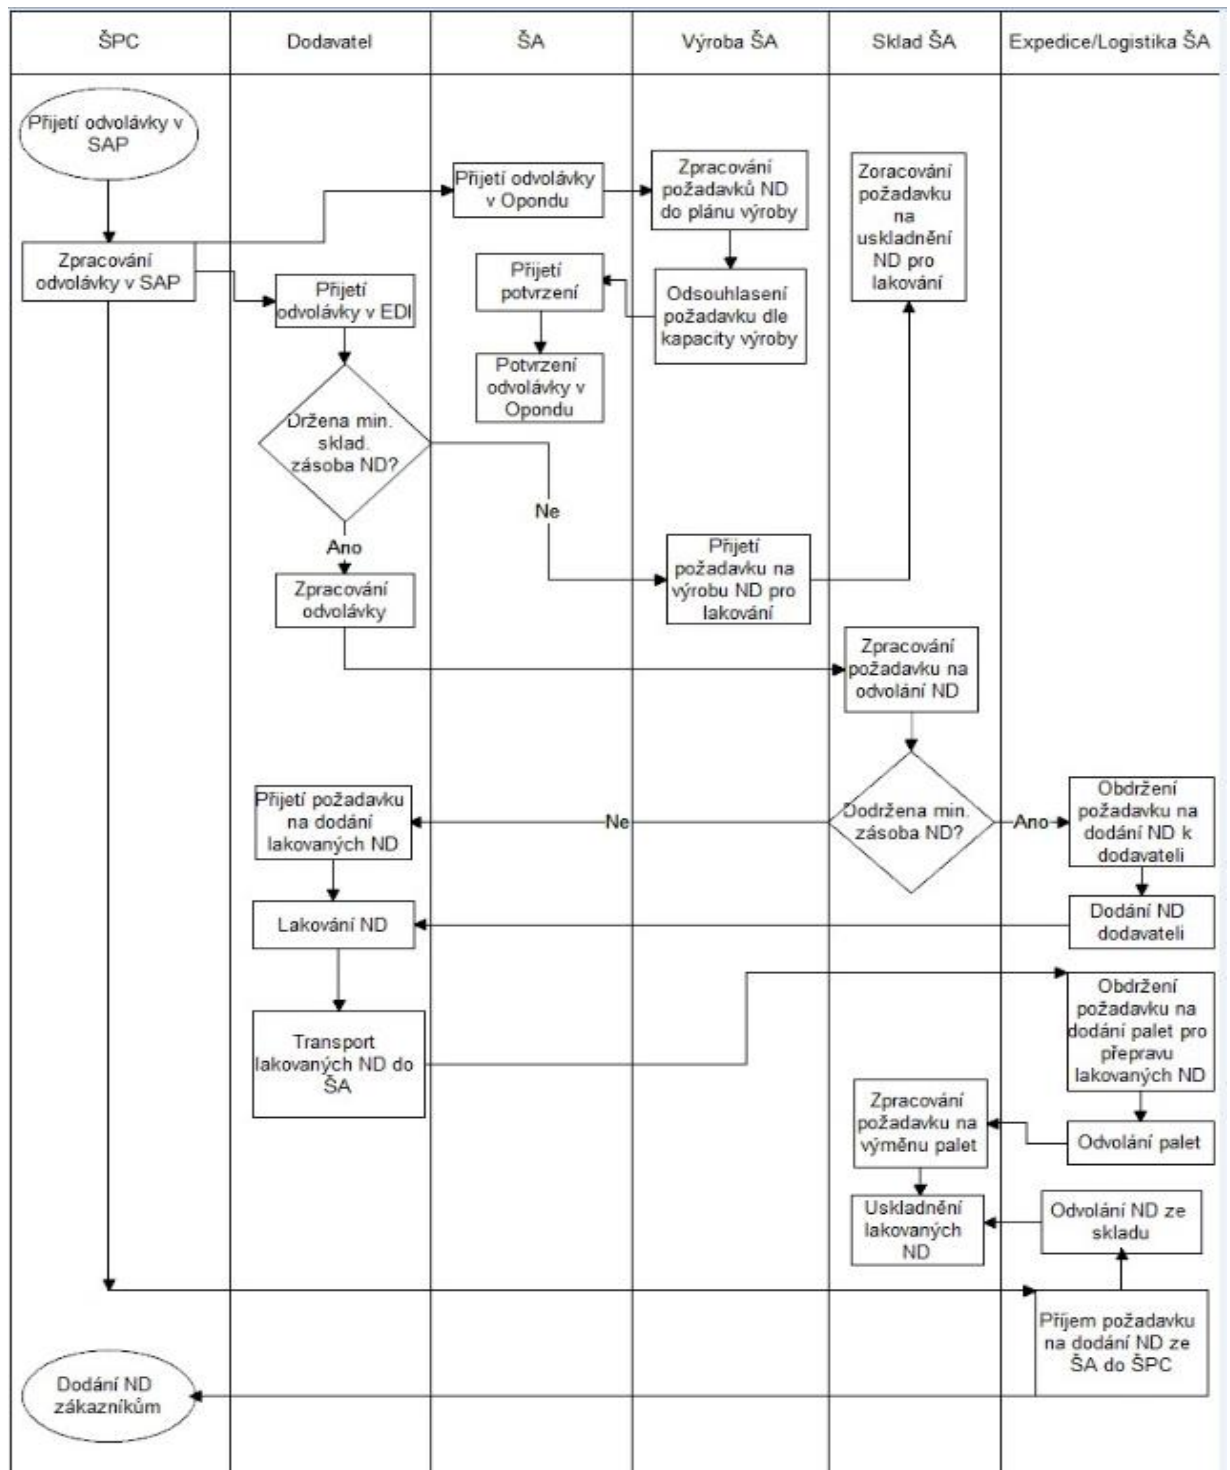 ŠPC
Dodavatel
ŠA
Výroba ŠA
Sklad ŠA
Expedice/Logistika ŠA
Přijetí odvolávky v
SAP
Zpracování
odvolávky v SAP
Přijetí odvolávky
v Opondu
Zpracování
požadavků ND
do plánu výroby
Zoracování
požadavku
na
uskladnění
ND pro
lakování
Přijetí
odvolávky v EDI
Přijetí
potvrzení
Odsouhlasení
požadavku dle
kapacity výroby
Potvrzení
odvolávky v
Opondu
Držena min.
sklad.
zásoba ND?
Ne
Ano
Přijetí
požadavku na
výrobu ND pro
lakování
Zpracování
odvolávky
Zpracování
požadavku na
odvolání ND
Přijetí požadavku
na dodání
lakovaných ND
Ne
Dodržena min.
zásoba ND?
Ano
Obdržení
požadavku na
dodání ND k
dodavateli
Lakování ND
Dodání ND
dodavateli
Transport
lakovaných ND do
ŠA
Obdržení
požadavku na
dodání palet pro
přepravu
lakovaných ND
Zpracování
požadavku na
výměnu palet
Odvolání palet
Uskladnění
lakovaných
ND
Odvolání ND ze
skladu
Příjem požadavku
na dodání ND ze
ŠA do ŠPC
Dodání ND
zákazníkům